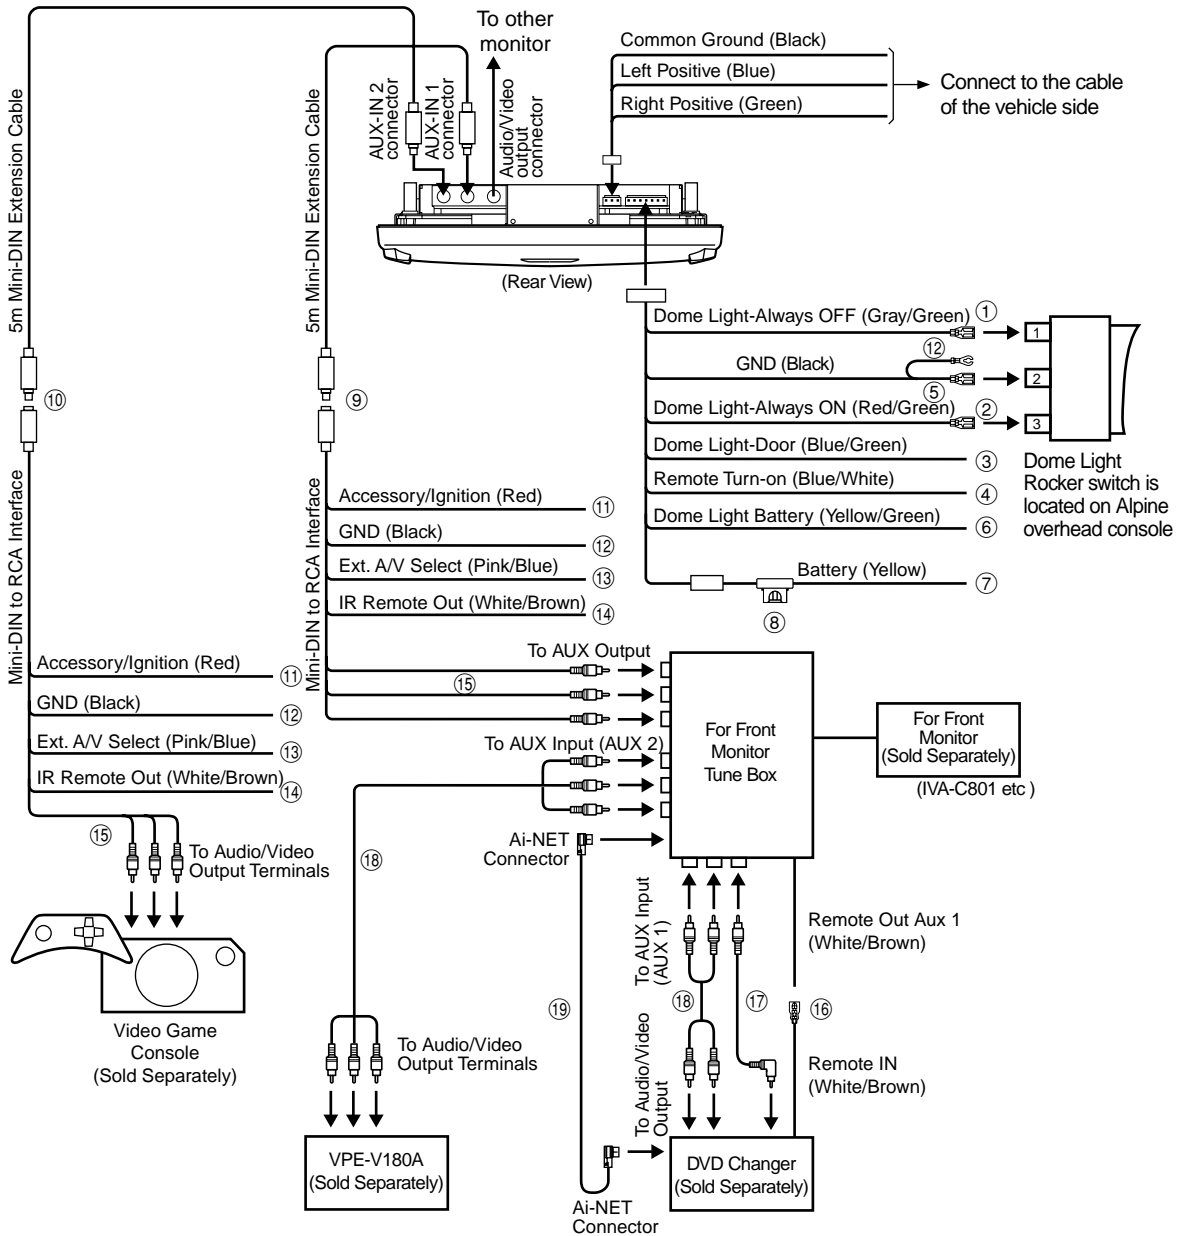 To other
monitor
Common Ground (Black)
Left Positive (Blue)
Right Positive (Green)
Connect to the cable
of the vehicle side
5m Mini-DIN Extension Cable
5m Mini-DIN Extension Cable
AUX-IN 2
connector
AUX-IN 1
connector
Audio/Video
output
connector
(Rear View)
Dome Light-Always OFF (Gray/Green)
①
1
⑫
GND (Black)
2
⑤
Dome Light-Always ON (Red/Green)
②
3
Dome Light-Door (Blue/Green)
③
Remote Turn-on (Blue/White)
④
Dome Light Battery (Yellow/Green)
⑥
Battery (Yellow)
⑦
⑧
Dome Light
Rocker switch is
located on Alpine
overhead console
⑩
⑨
Mini-DIN to RCA Interface
Mini-DIN to RCA Interface
Accessory/Ignition (Red)
⑪
GND (Black)
⑫
Ext. A/V Select (Pink/Blue)
⑬
IR Remote Out (White/Brown)
⑭
Accessory/Ignition (Red)
⑪
GND (Black)
⑫
Ext. A/V Select (Pink/Blue)
⑬
IR Remote Out (White/Brown)
⑭
⑮
To Audio/Video
Output Terminals
Video Game
Console
(Sold Separately)
To AUX Output
⑮
To AUX Input (AUX 2)
For Front
Monitor
Tune Box
For Front
Monitor
(Sold Separately)
(IVA-C801 etc )
⑱
Ai-NET
Connector
To AUX Input
(AUX 1)
Remote Out Aux 1
(White/Brown)
⑲
⑱
⑰
⑯
To Audio/Video
Output Terminals
To Audio/Video
Output
Remote IN
(White/Brown)
VPE-V180A
(Sold Separately)
DVD Changer
(Sold Separately)
Ai-NET
Connector